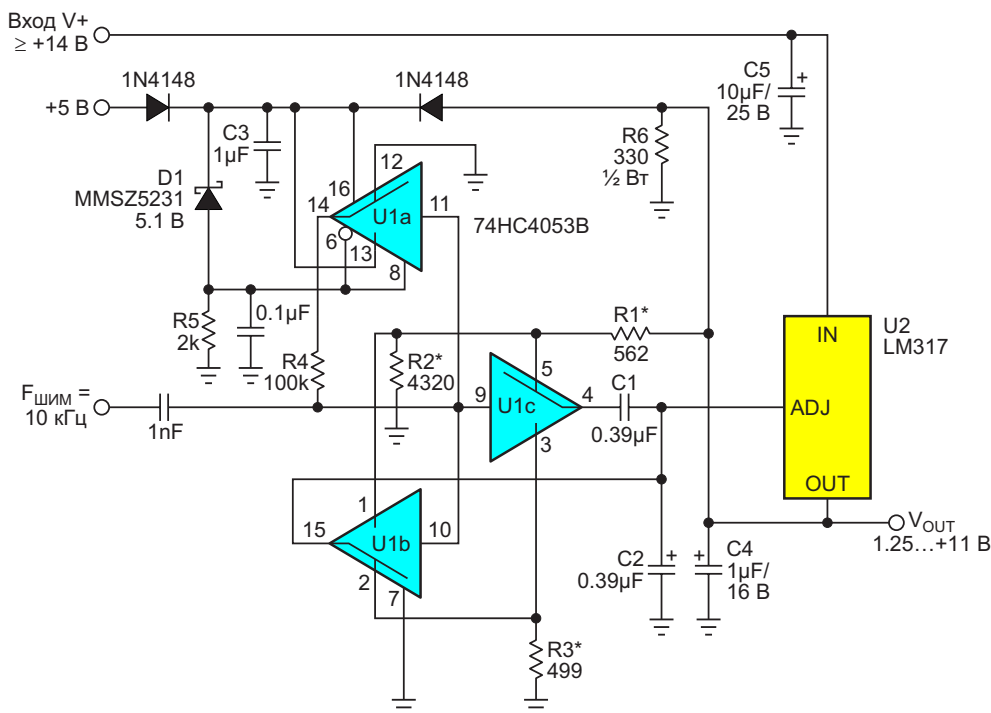 Вход V+
≥ +14 В
1N4148
1N4148
+5 В
C5
10µF/
25 В
C3
1µF
R6
330
½ Вт
D1
MMSZ5231
5.1 В
12
16
14
U1a
11
74HC4053B
6
13
8
R5
2k
0.1µF
R4
100k
R2*
4320
R1*
562
U2
LM317
IN
5
FШИМ =
10 кГц
1nF
9
U1c
4
C1
0.39µF
ADJ
3
OUT
1
15
U1b
10
2
7
VOUT
1.25…+11 В
C2
0.39µF
C4
1µF/
16 В
R3*
499
+
+
+